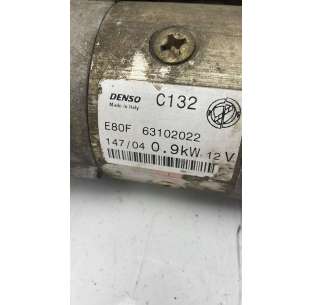 DENSO C132
Made in Italy
E80F 63102022
147/04 0.9kW 12V